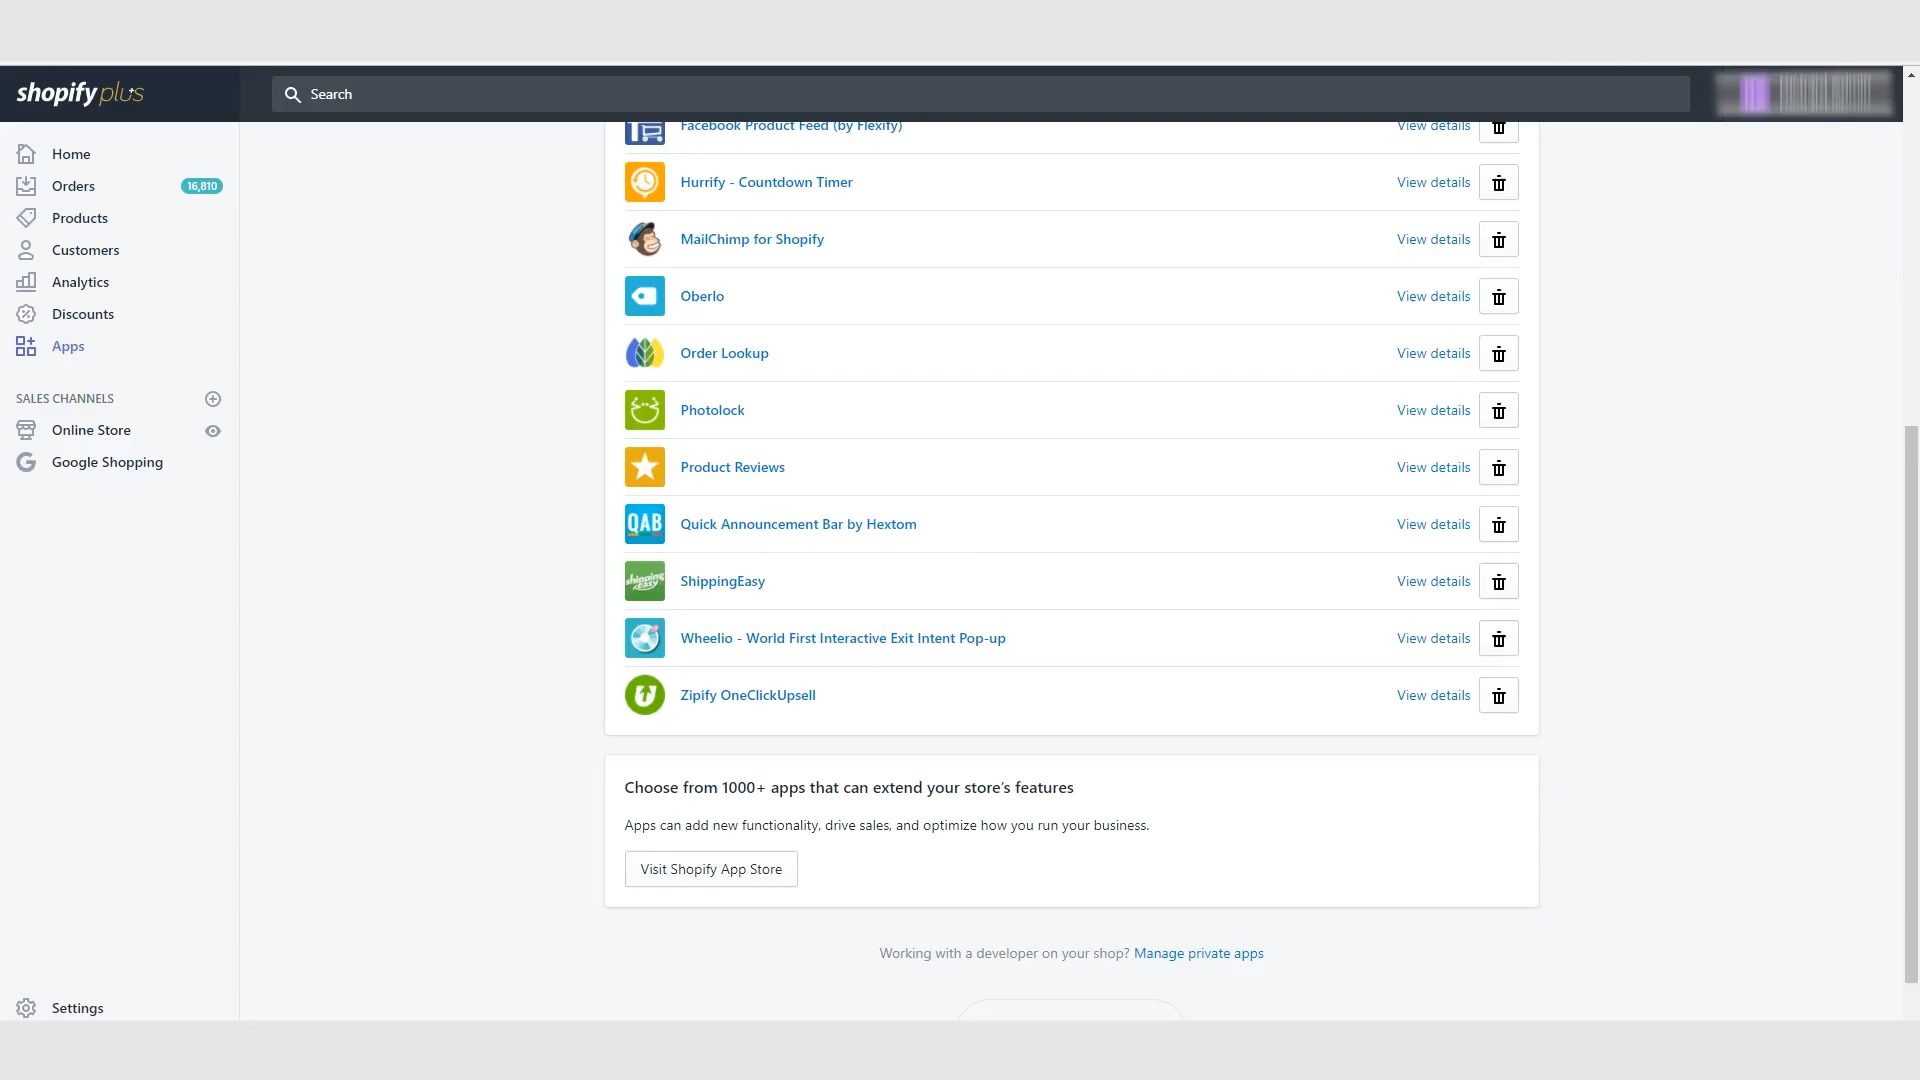 shopify plus
Search
Home
Orders 16,810
Products
Customers
Analytics
Discounts
Apps
SALES CHANNELS
Online Store
Google Shopping
Settings
Facebook Product Feed (by Flexify) View details
Hurrify - Countdown Timer View details
MailChimp for Shopify View details
Oberlo View details
Order Lookup View details
Photolock View details
Product Reviews View details
QAB Quick Announcement Bar by Hextom View details
shipping easy ShippingEasy View details
Wheelio - World First Interactive Exit Intent Pop-up View details
Zipify OneClickUpsell View details
Choose from 1000+ apps that can extend your store's features
Apps can add new functionality, drive sales, and optimize how you run your business.
Visit Shopify App Store
Working with a developer on your shop? Manage private apps